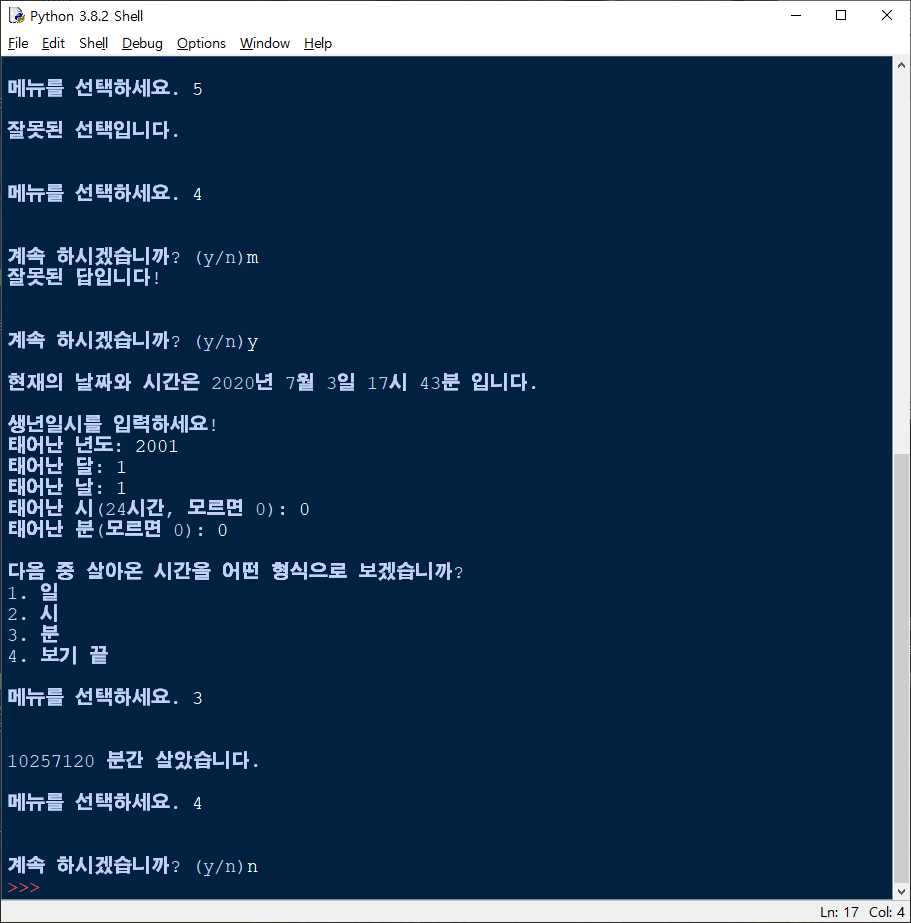 Python 3.8.2 Shell
File Edit Shell Debug Options Window Help
메뉴를 선택하세요. 5
잘못된 선택입니다.
메뉴를 선택하세요. 4
계속 하시겠습니까? (y/n)m
잘못된 답입니다!
계속 하시겠습니까? (y/n)y
현재의 날짜와 시간은 2020년 7월 3일 17시 43분 입니다.
생년일시를 입력하세요!
태어난 년도: 2001
태어난 달: 1
태어난 날: 1
태어난 시(24시간, 모르면 0): 0
태어난 분(모르면 0): 0
다음 중 살아온 시간을 어떤 형식으로 보겠습니까?
1. 일
2. 시
3. 분
4. 보기 끝
메뉴를 선택하세요. 3
10257120 분간 살았습니다.
메뉴를 선택하세요. 4
계속 하시겠습니까? (y/n)n
>>>
Ln: 17 Col: 4